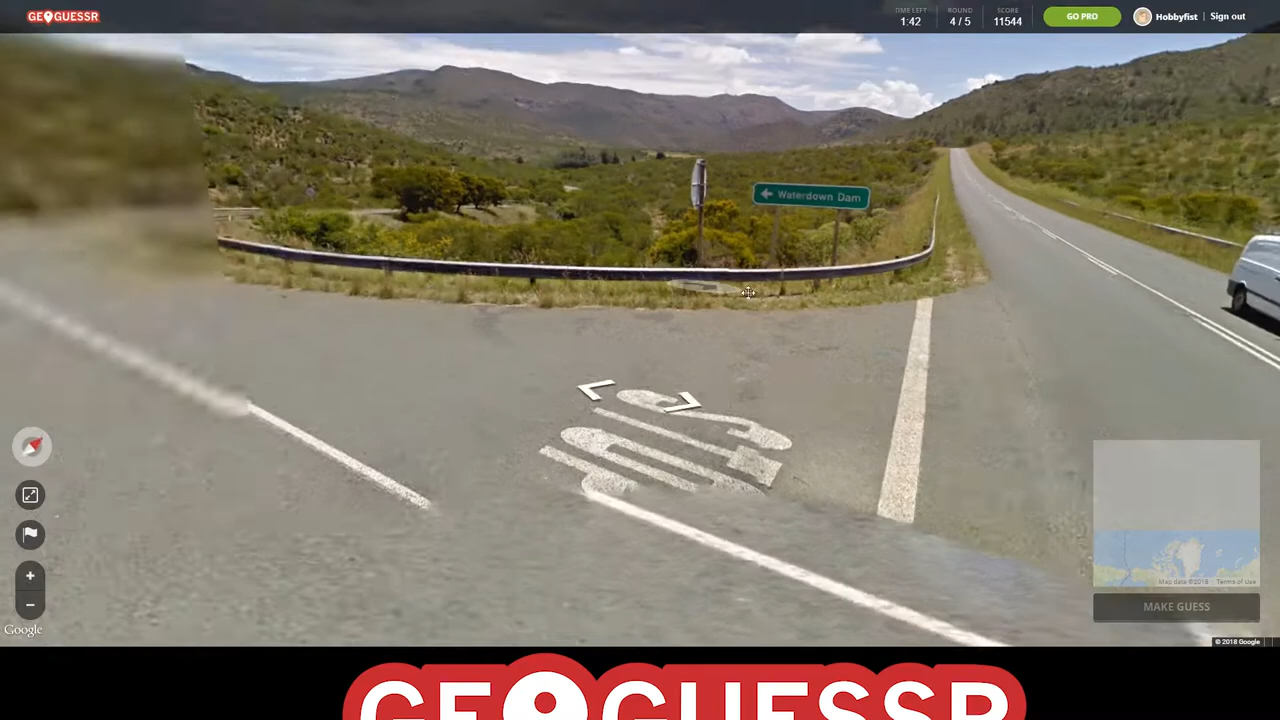 GEOGUESSR
TIME LEFT
1:42
ROUND
4 / 5
SCORE
11544
GO PRO
Hobbyfist | Sign out
← Waterdown Dam
Map data ©2018
Terms of Use
MAKE GUESS
Google
© 2018 Google
GEOGUESSR